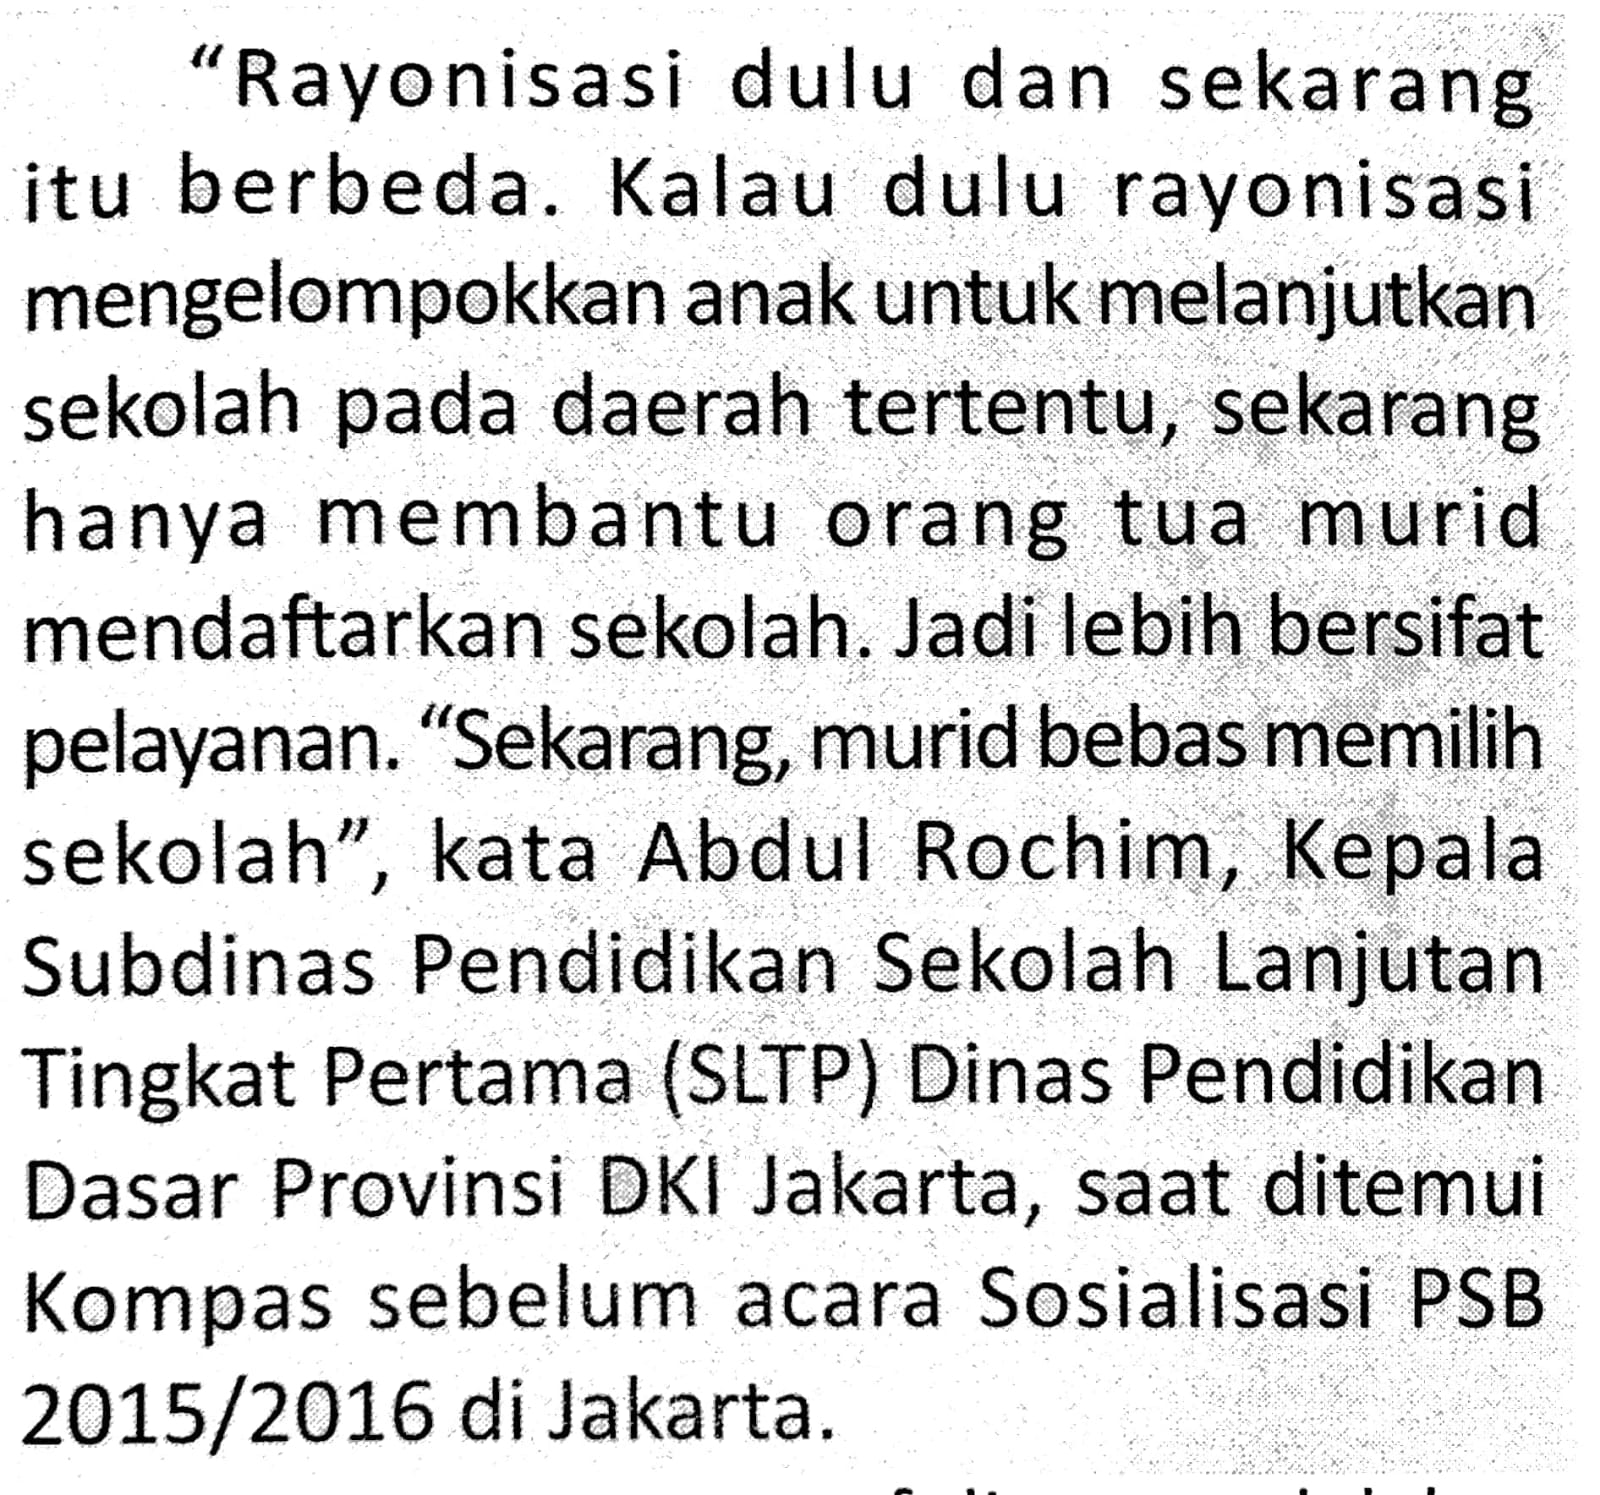 “Rayonisasi dulu dan sekarang
itu berbeda. Kalau dulu rayonisasi
mengelompokkan anak untuk melanjutkan
sekolah pada daerah tertentu, sekarang
hanya membantu orang tua murid
mendaftarkan sekolah. Jadi lebih bersifat
pelayanan. “Sekarang, murid bebas memilih
sekolah”, kata Abdul Rochim, Kepala
Subdinas Pendidikan Sekolah Lanjutan
Tingkat Pertama (SLTP) Dinas Pendidikan
Dasar Provinsi DKI Jakarta, saat ditemui
Kompas sebelum acara Sosialisasi PSB
2015/2016 di Jakarta.